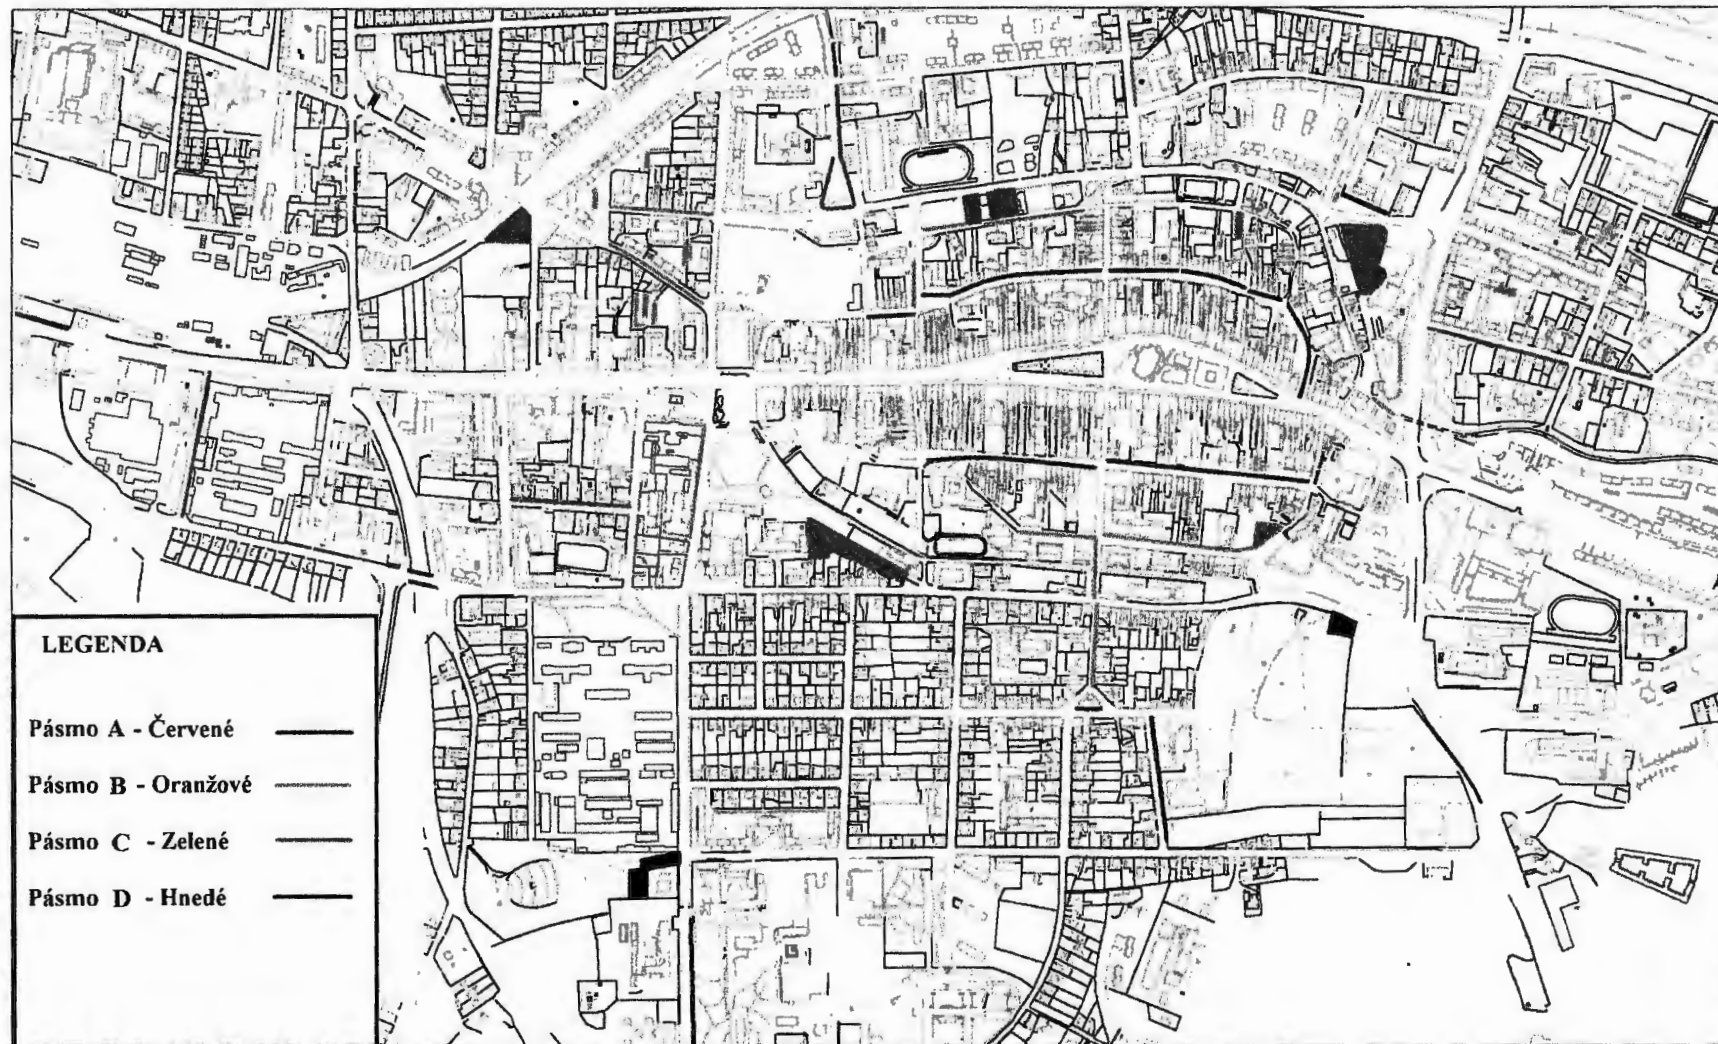 LEGENDA
Pásmo A - Červené
Pásmo B - Oranžové
Pásmo C - Zelené
Pásmo D - Hnedé